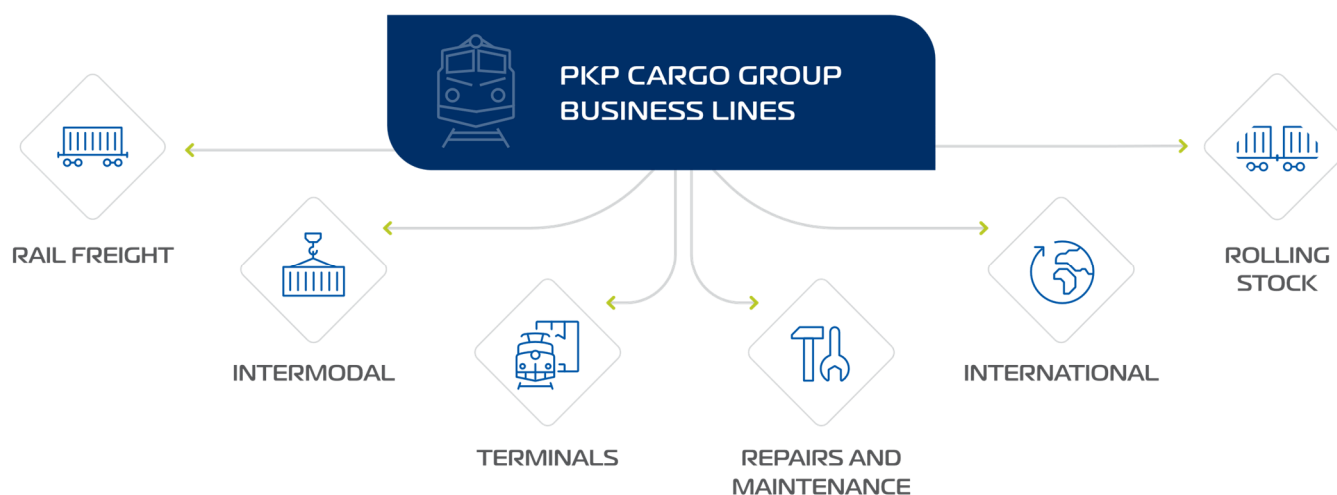 PKP CARGO GROUP
BUSINESS LINES
RAIL FREIGHT
INTERMODAL
TERMINALS
REPAIRS AND
MAINTENANCE
INTERNATIONAL
ROLLING
STOCK